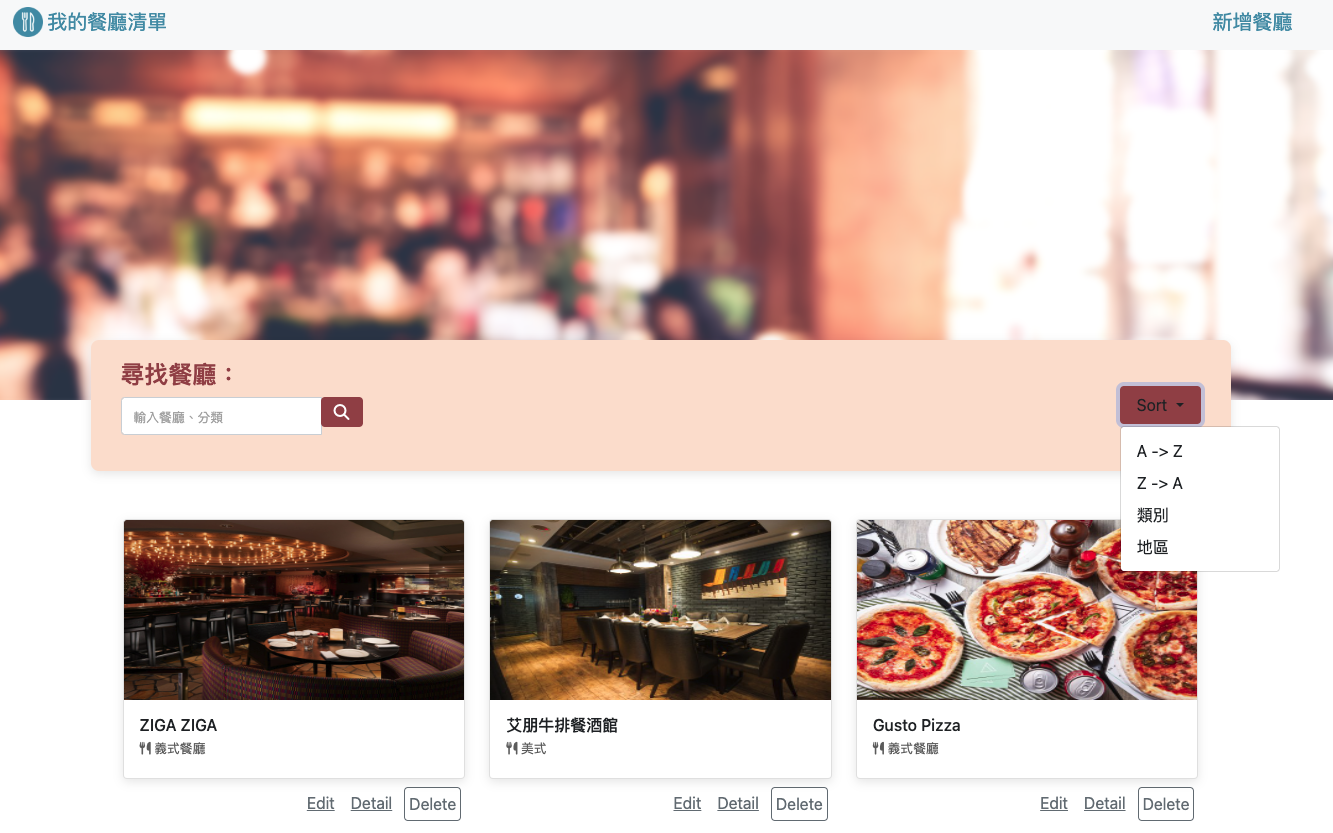 我的餐廳清單
新增餐廳
尋找餐廳：
輸入餐廳、分類
Sort
A -> Z
Z -> A
類別
地區
ZIGA ZIGA
義式餐廳
Edit Detail Delete
艾朋牛排餐酒館
美式
Edit Detail Delete
Gusto Pizza
義式餐廳
Edit Detail Delete